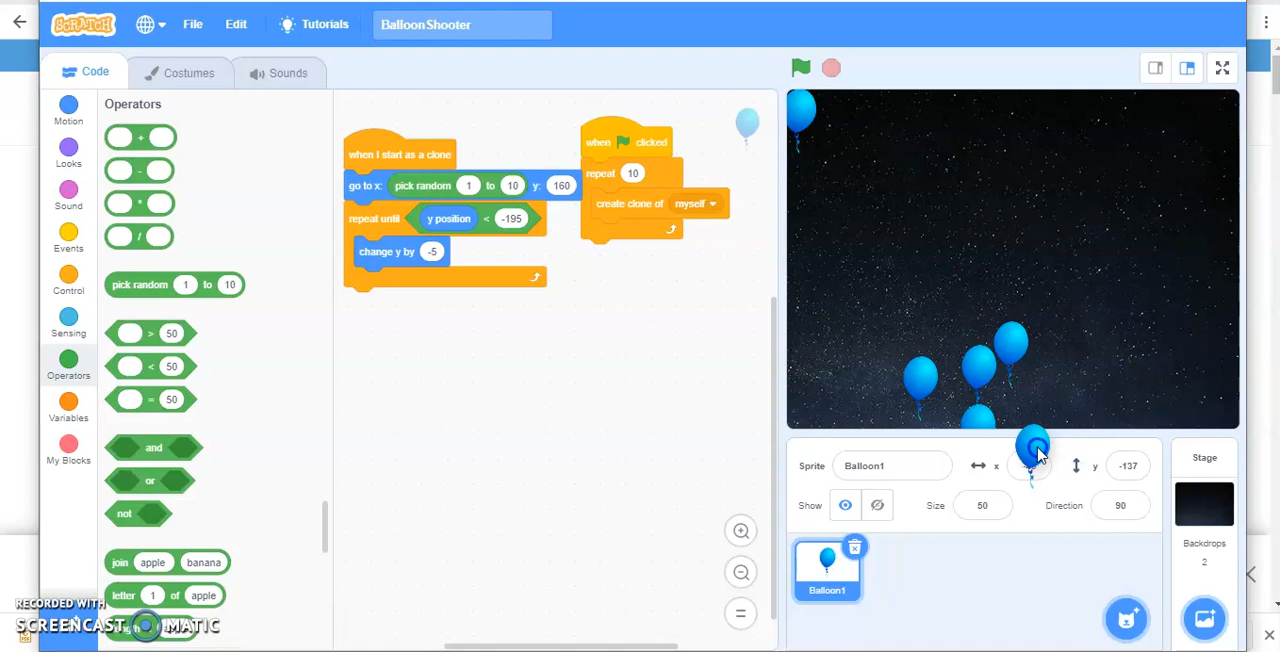 SCRATCH
File
Edit
Tutorials
BalloonShooter
Code
Costumes
Sounds
Motion
Looks
Sound
Events
Control
Sensing
Operators
Variables
My Blocks
Operators
+
-
*
/
pick random 1 to 10
> 50
< 50
= 50
and
or
not
join apple banana
letter 1 of apple
when I start as a clone
go to x: pick random 1 to 10 y: 160
repeat until y position < -195
change y by -5
when clicked
repeat 10
create clone of myself
Sprite Balloon1 x y -137
Show Size 50 Direction 90
Balloon1
Stage
Backdrops
2
RECORDED WITH
SCREENCAST MATIC